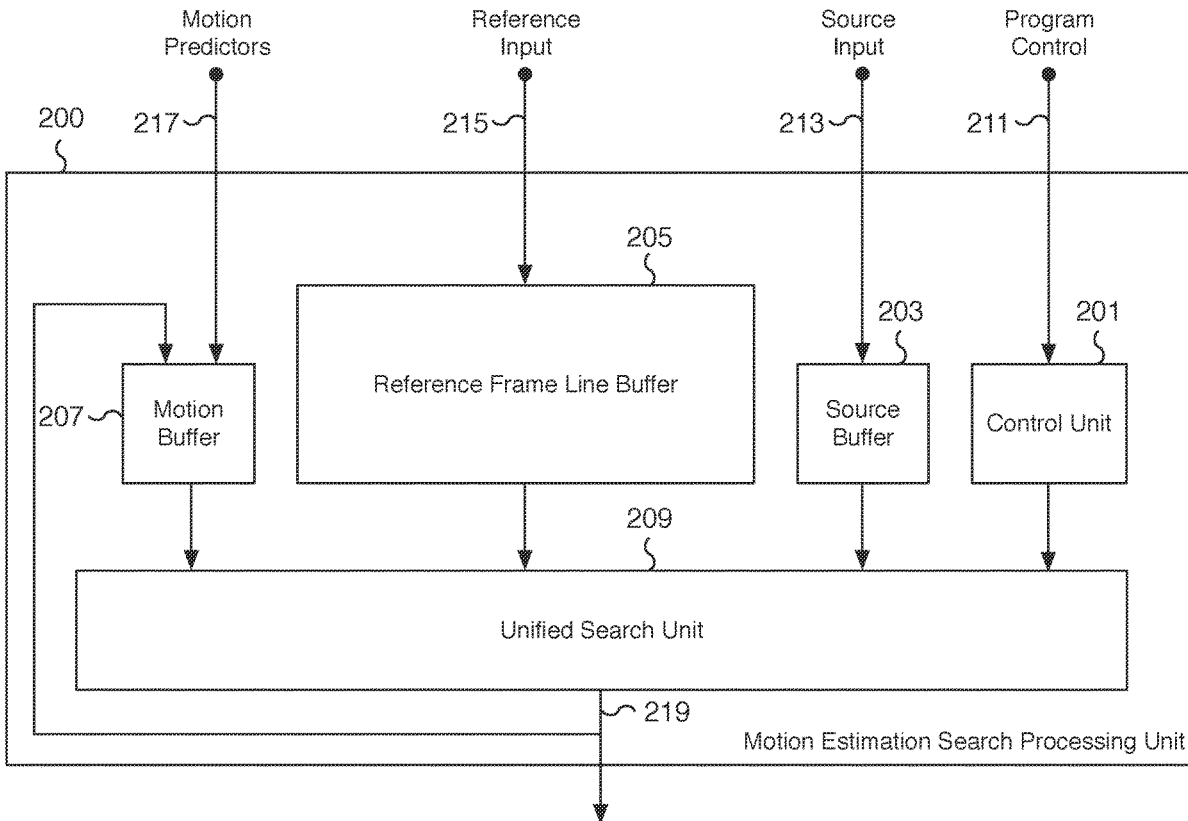 Motion
Predictors
Reference
Input
Source
Input
Program
Control
200
217
215
213
211
205
203
201
207
Motion
Buffer
Reference Frame Line Buffer
Source
Buffer
Control Unit
209
Unified Search Unit
219
Motion Estimation Search Processing Unit